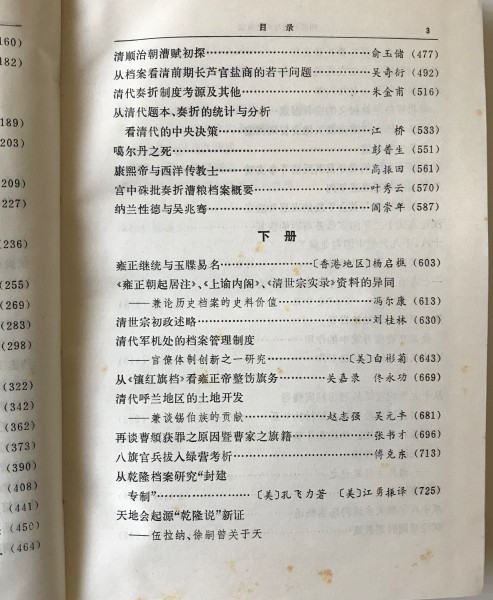 目 录 3
清顺治朝漕赋初探……俞玉储 (477)
从档案看清前期长芦官盐商的若干问题……吴奇衍 (492)
清代奏折制度考源及其他……朱金甫 (516)
从清代题本、奏折的统计与分析
看清代的中央决策……江 桥 (533)
噶尔丹之死……彭普生 (551)
康熙帝与西洋传教士……高振田 (561)
宫中硃批奏折漕粮档案概要……叶秀云 (570)
纳兰性德与吴兆骞……阎崇年 (587)
下 册
雍正继统与玉牒易名……〔香港地区〕杨启樵 (603)
《雍正朝起居注》、《上谕内阁》、《清世宗实录》资料的异同
——兼论历史档案的史料价值……冯尔康 (613)
清世宗初政述略……刘桂林 (630)
清代军机处的档案管理制度
——官僚体制创新之一研究……〔美〕白彬菊 (643)
从《镶红旗档》看雍正帝整饬旗务……吴嘉录 佟永功 (669)
清代呼兰地区的土地开发
——兼谈锡伯族的贡献……赵志强 吴元丰 (681)
再谈曹頫获罪之原因暨曹家之旗籍……张书才 (696)
八旗官兵拔入绿营考析……傅克东 (713)
从乾隆档案研究“封建
专制”……〔美〕孔飞力著 〔美〕江勇振译 (725)
天地会起源“乾隆说”新证
——伍拉纳、徐嗣曾关于天
160)
182)
189)
(203)
209)
(227)
(236)
(255)
(269)
(283)
(298)
(322)
(342)
(362)
(373)
(390)
(408)
(441)
(450)
(464)